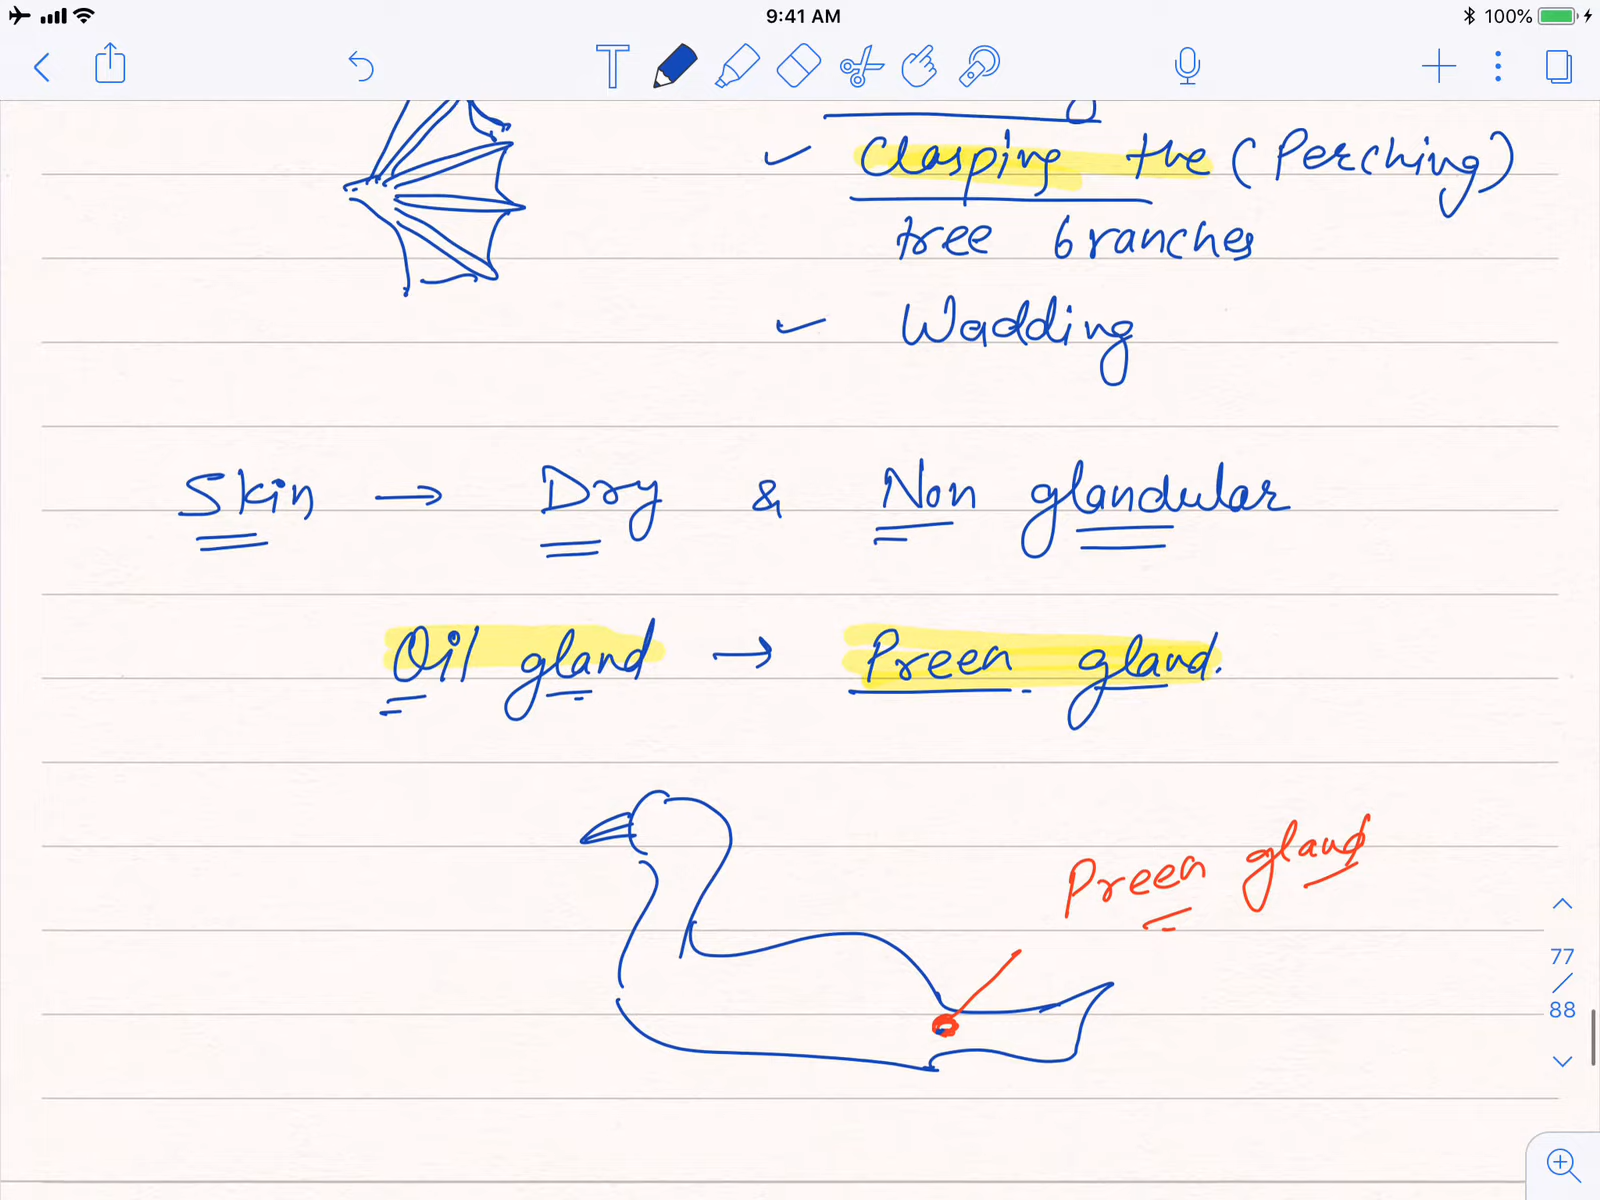 9:41 AM
100%
T
✓ Clasping the (Perching)
tree branches
✓ Wadding
Skin → Dry & Non glandular
Oil gland → Preen gland.
Preen gland
77
/
88